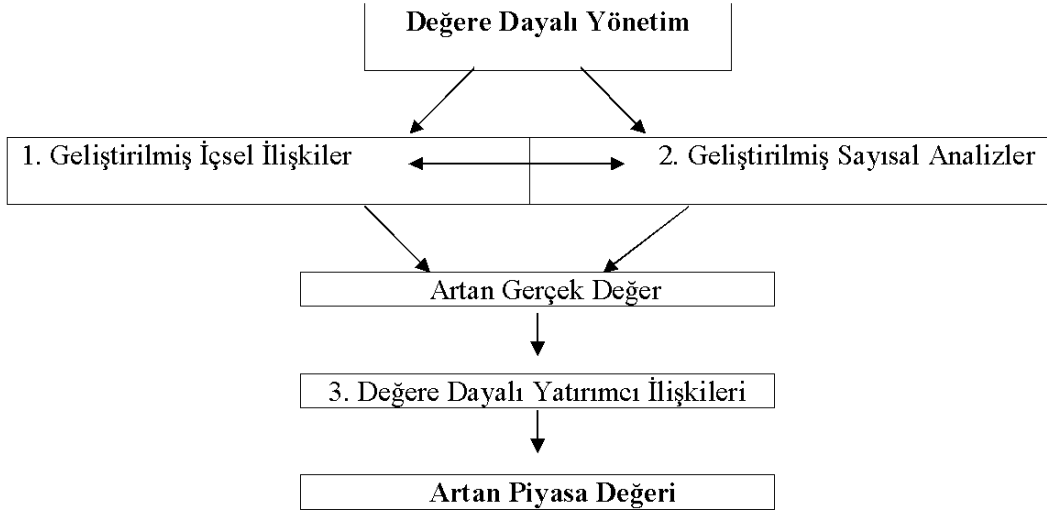 Değere Dayalı Yönetim
1. Geliştirilmiş İçsel İlişkiler
2. Geliştirilmiş Sayısal Analizler
Artan Gerçek Değer
3. Değere Dayalı Yatırımcı İlişkileri
Artan Piyasa Değeri